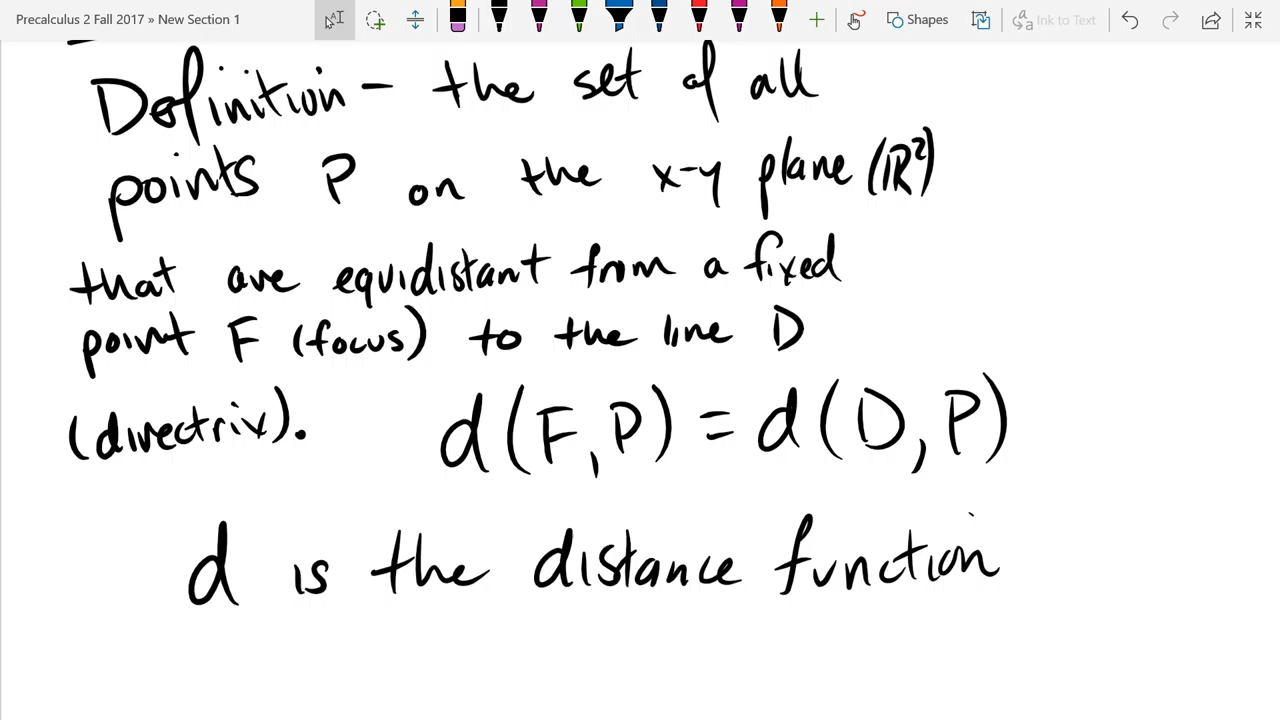 Precalculus 2 Fall 2017 » New Section 1
Shapes
Ink to Text
Definition - the set of all
points P on the x-y plane (ℝ²)
that are equidistant from a fixed
point F (focus) to the line D
(directrix). d(F,P) = d(D,P)
d is the distance function